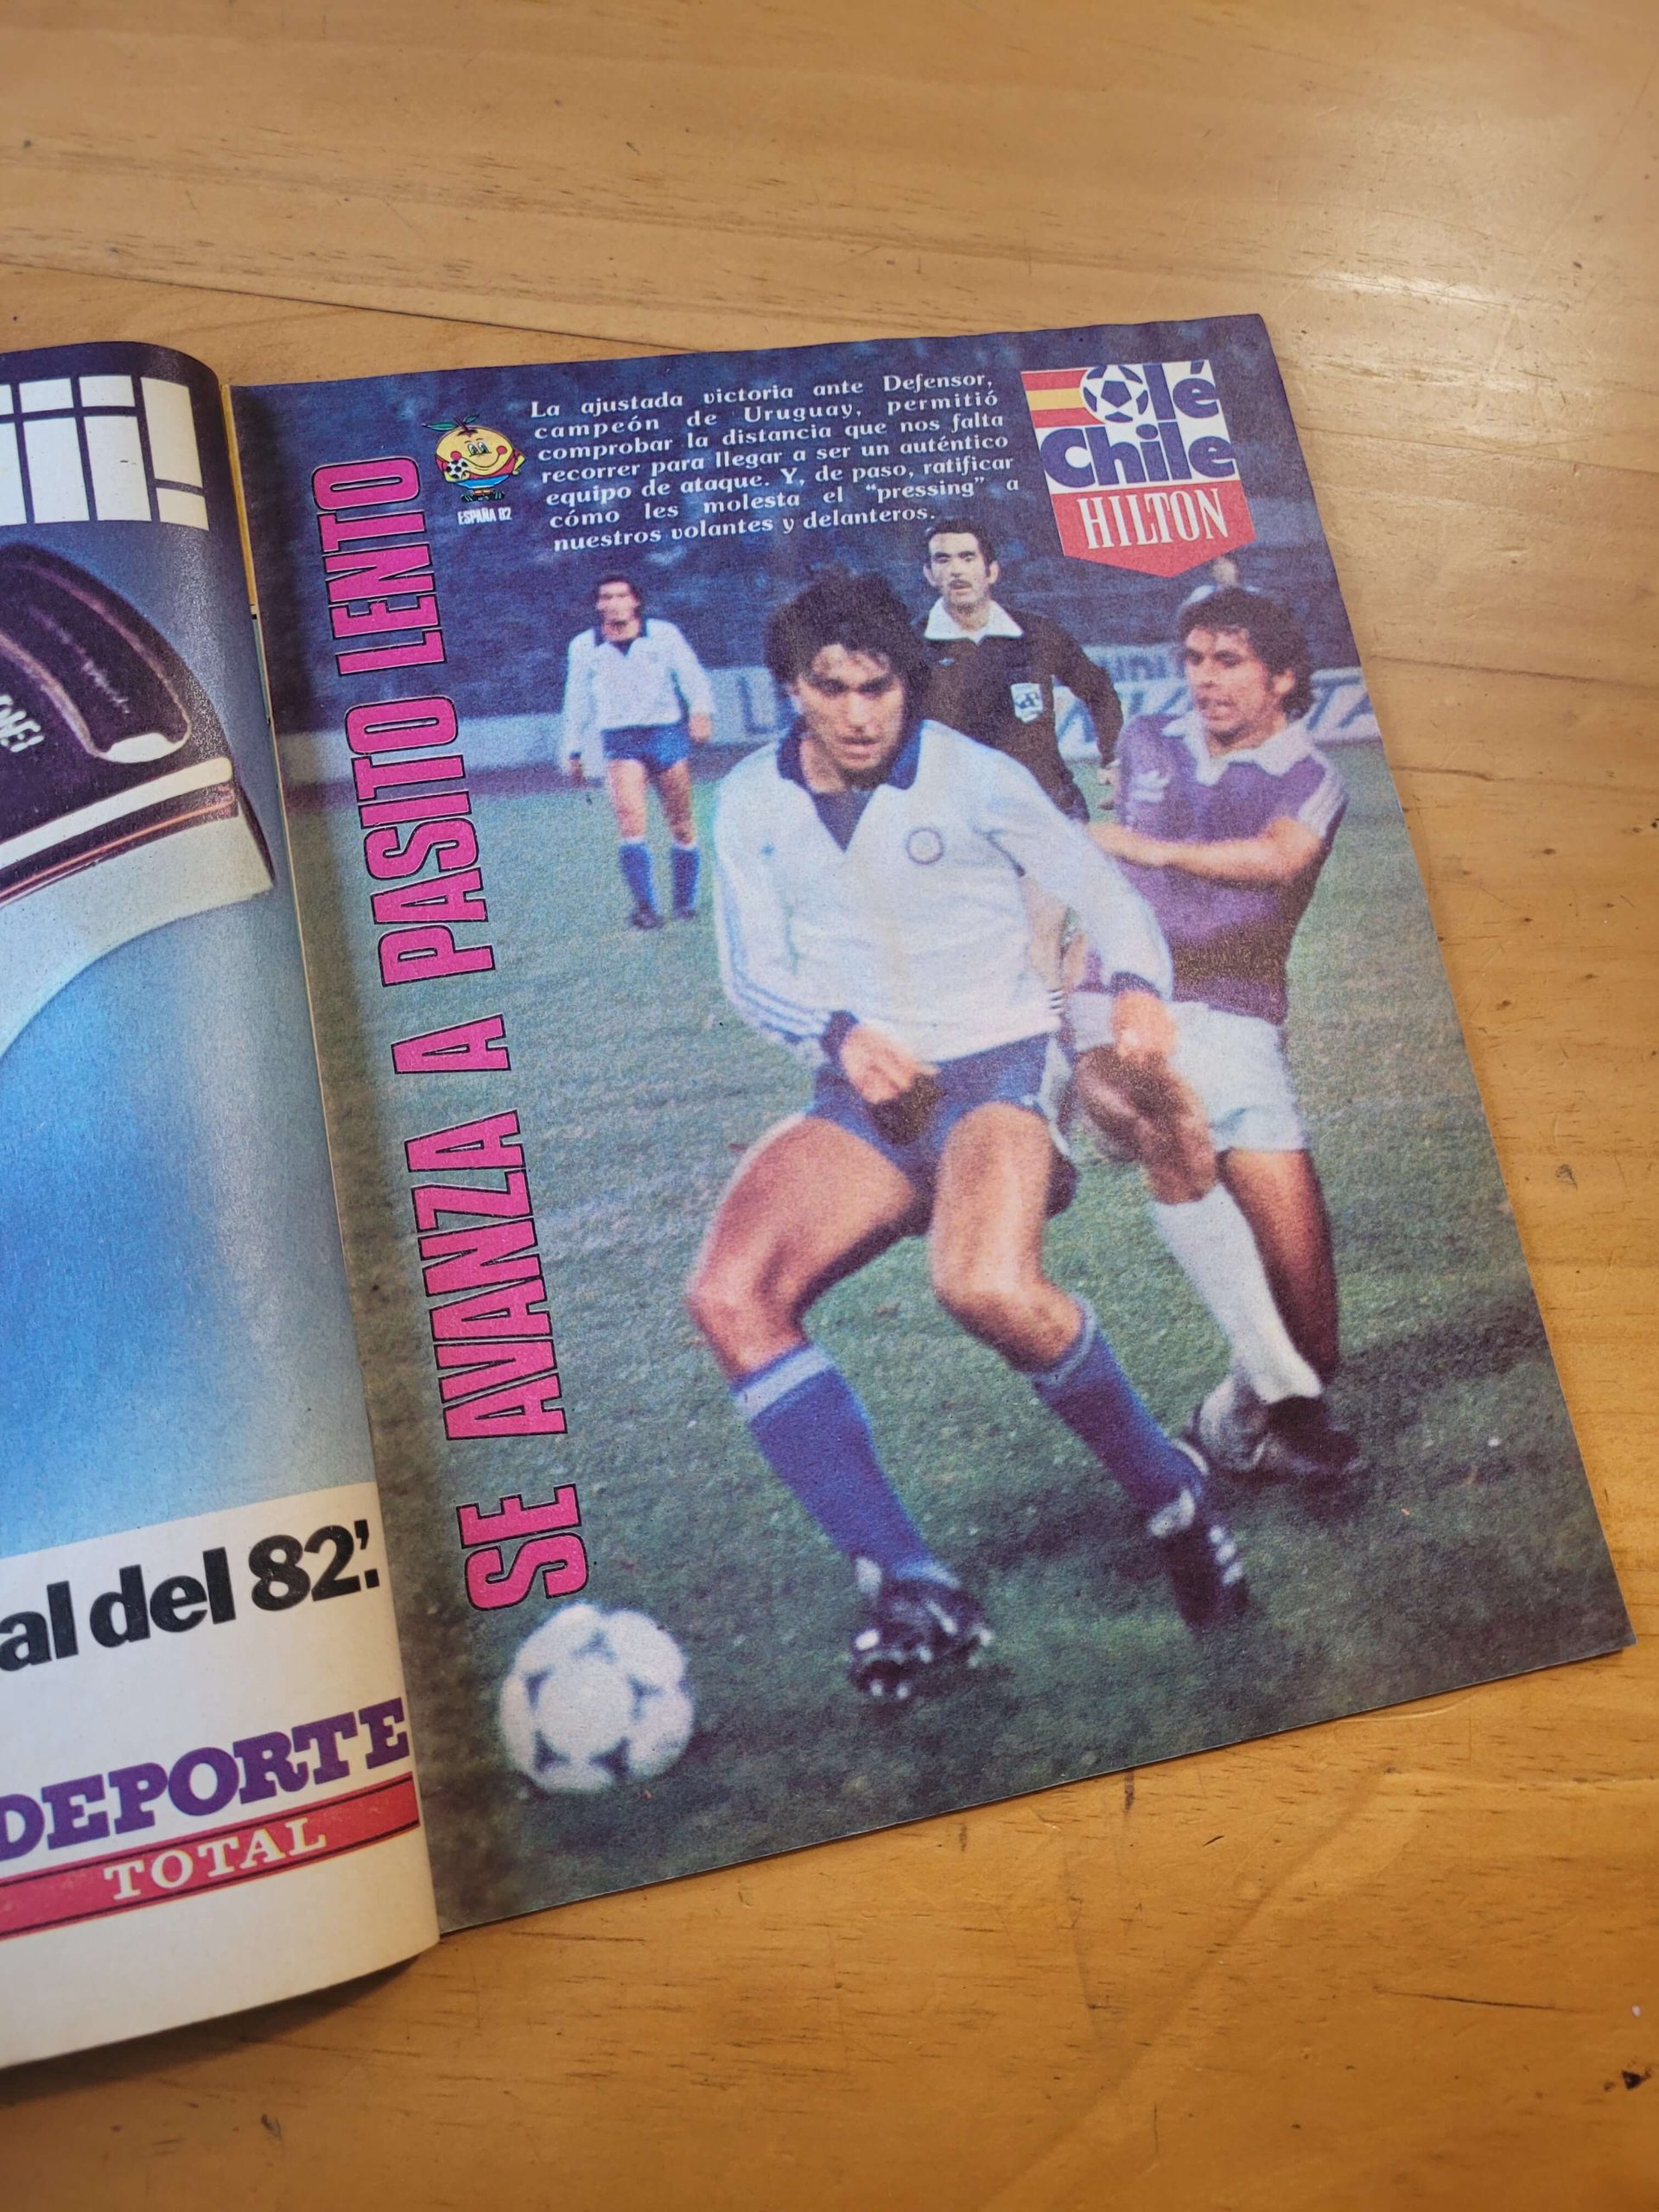 al del 82'.
DEPORTE
TOTAL
SE AVANZA A PASITO LENTO
ESPAÑA 82
La ajustada victoria ante Defensor,
campeón de Uruguay, permitió
comprobar la distancia que nos falta
recorrer para llegar a ser un auténtico
equipo de ataque. Y, de paso, ratificar
cómo les molesta el "pressing" a
nuestros volantes y delanteros.
olé
Chile
HILTON